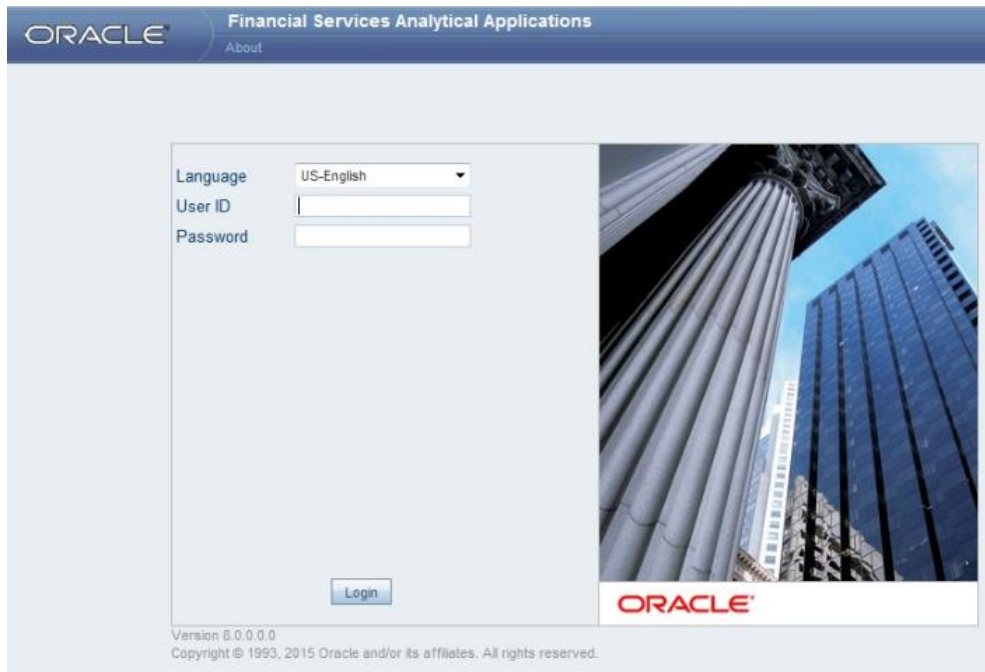 ORACLE
Financial Services Analytical Applications
About
Language US-English
User ID
Password
Login
ORACLE
Version 8.0.0.0.0
Copyright © 1993, 2015 Oracle and/or its affiliates. All rights reserved.